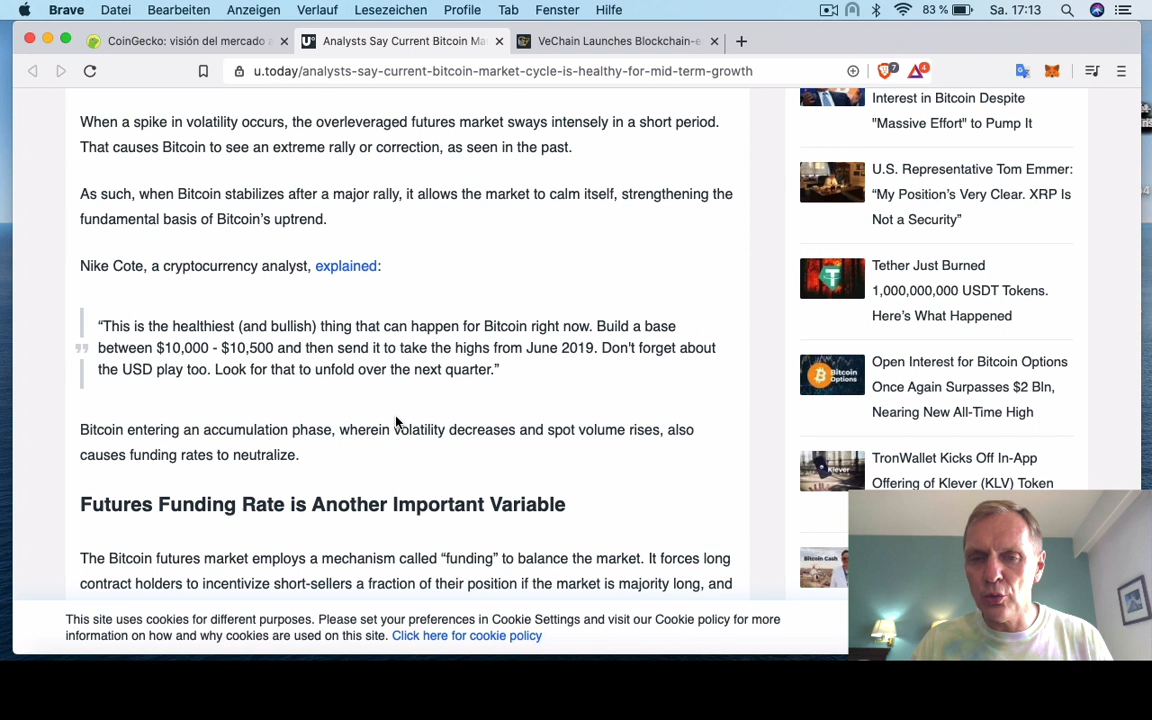 Brave Datei Bearbeiten Anzeigen Verlauf Lesezeichen Profile Tab Fenster Hilfe 83 % Sa. 17:13
CoinGecko: visión del mercado
Analysts Say Current Bitcoin Ma
VeChain Launches Blockchain-e
u.today/analysts-say-current-bitcoin-market-cycle-is-healthy-for-mid-term-growth
7
4
When a spike in volatility occurs, the overleveraged futures market sways intensely in a short period.
That causes Bitcoin to see an extreme rally or correction, as seen in the past.
As such, when Bitcoin stabilizes after a major rally, it allows the market to calm itself, strengthening the
fundamental basis of Bitcoin’s uptrend.
Nike Cote, a cryptocurrency analyst, explained:
“This is the healthiest (and bullish) thing that can happen for Bitcoin right now. Build a base
between $10,000 - $10,500 and then send it to take the highs from June 2019. Don't forget about
the USD play too. Look for that to unfold over the next quarter.”
Bitcoin entering an accumulation phase, wherein volatility decreases and spot volume rises, also
causes funding rates to neutralize.
Futures Funding Rate is Another Important Variable
The Bitcoin futures market employs a mechanism called “funding” to balance the market. It forces long
contract holders to incentivize short-sellers a fraction of their position if the market is majority long, and
Interest in Bitcoin Despite
"Massive Effort" to Pump It
U.S. Representative Tom Emmer:
“My Position’s Very Clear. XRP Is
Not a Security”
Tether Just Burned
1,000,000,000 USDT Tokens.
Here’s What Happened
Bitcoin
Options
Open Interest for Bitcoin Options
Once Again Surpasses $2 Bln,
Nearing New All-Time High
Klever
TronWallet Kicks Off In-App
Offering of Klever (KLV) Token
Bitcoin Cash
This site uses cookies for different purposes. Please set your preferences in Cookie Settings and visit our Cookie policy for more
information on how and why cookies are used on this site. Click here for cookie policy